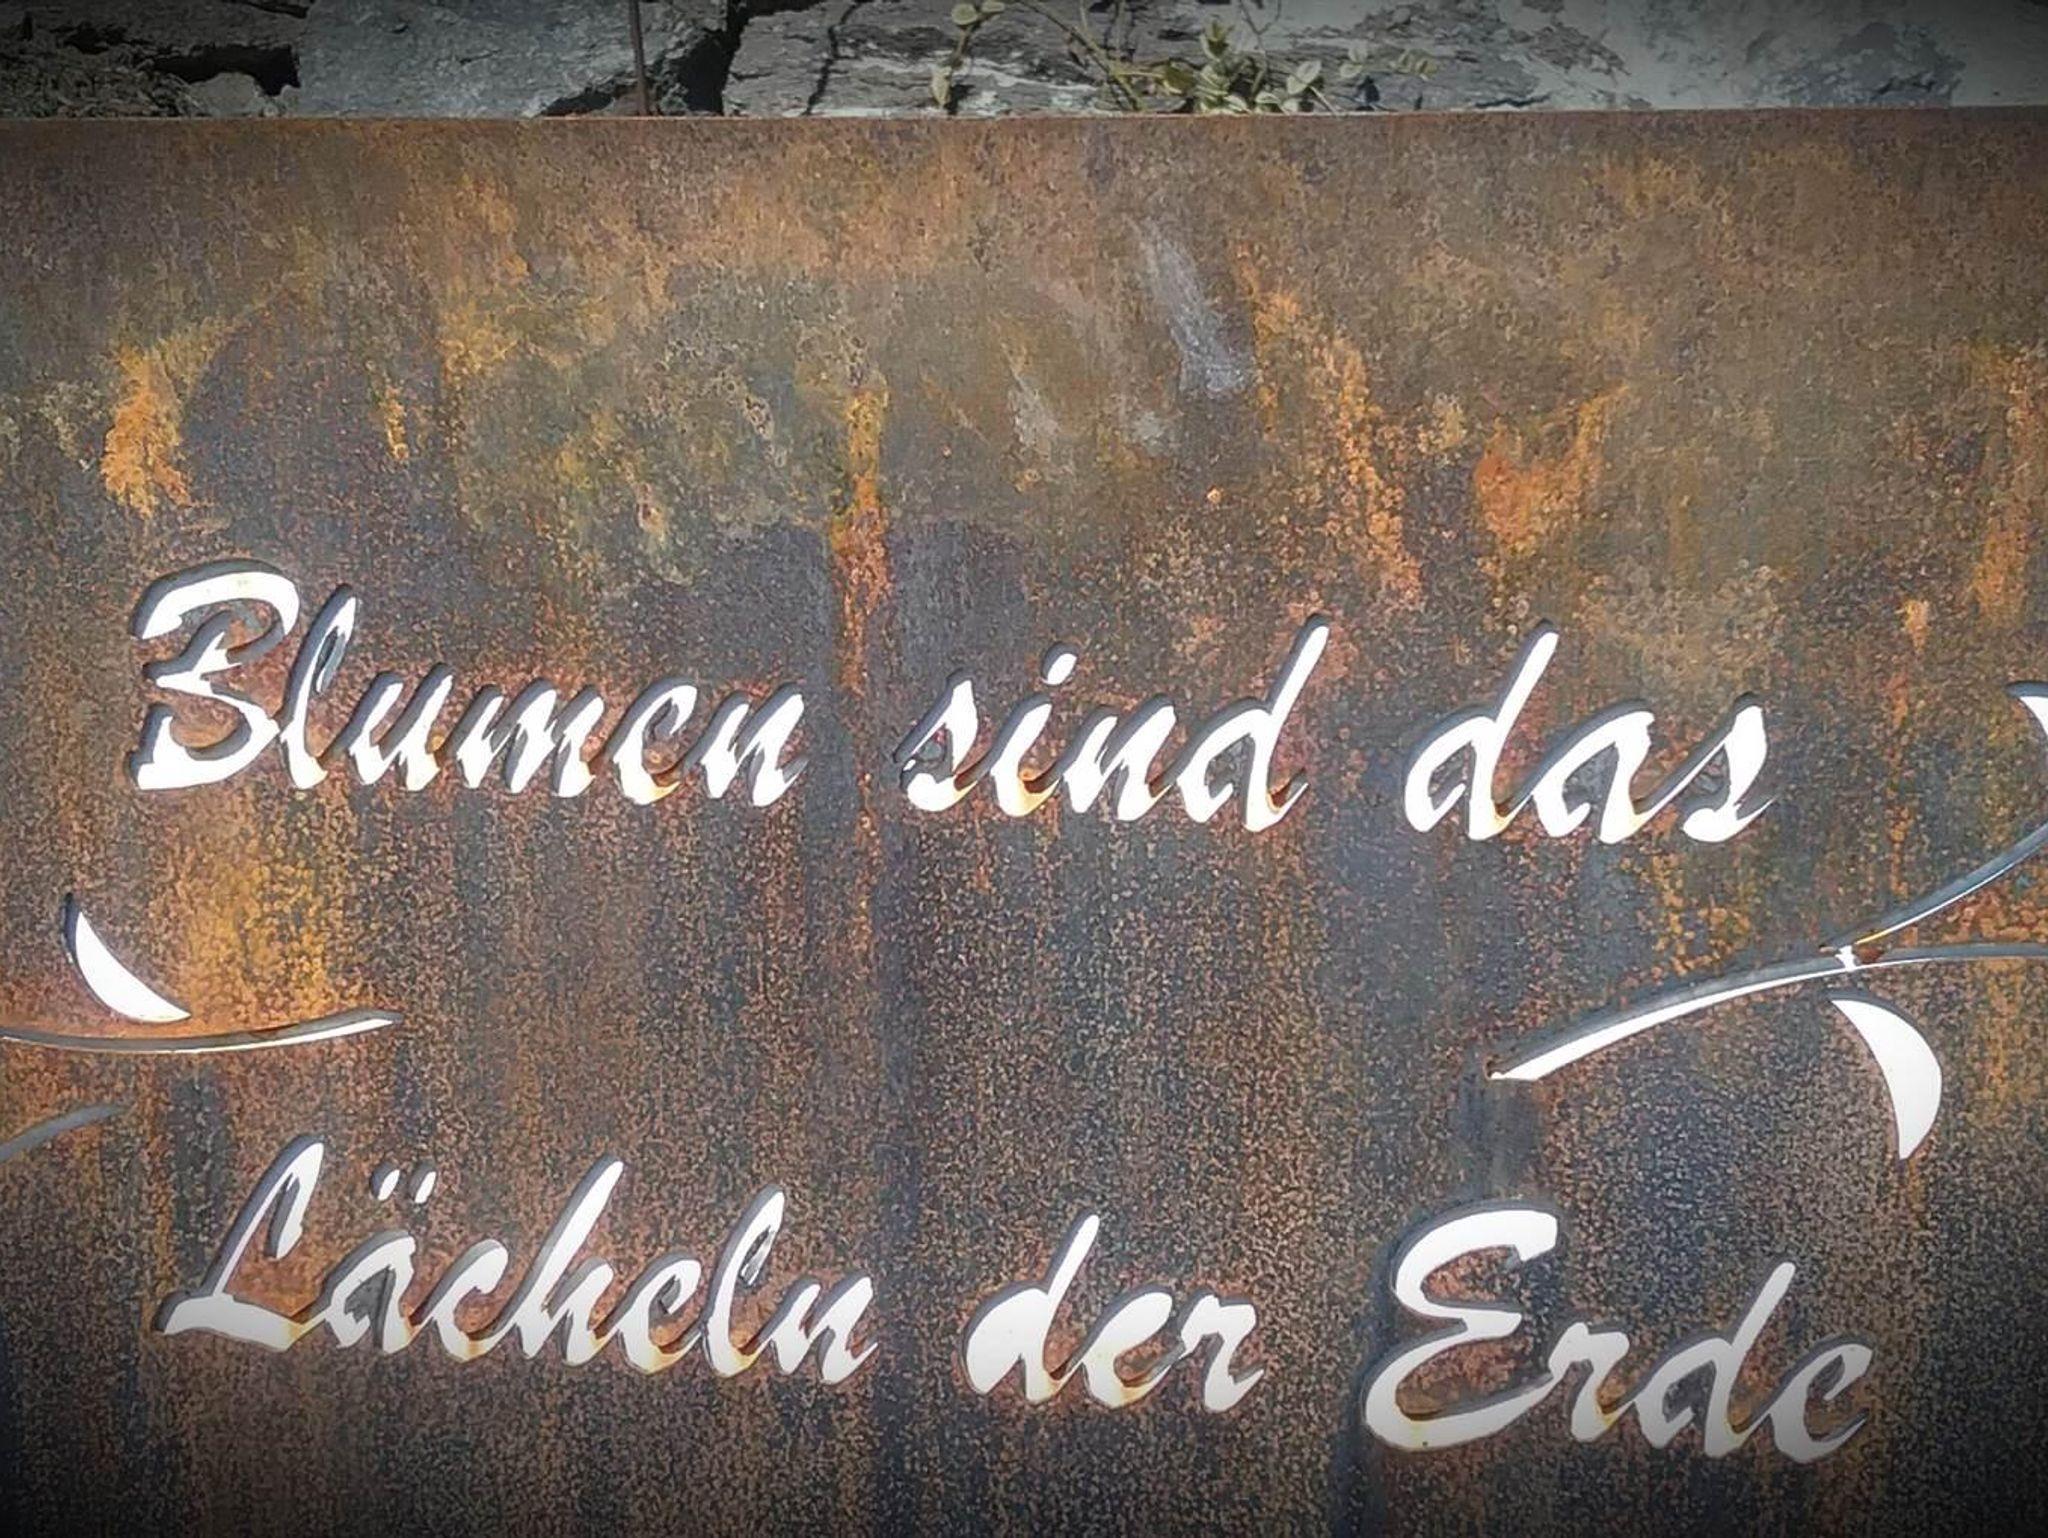 Blumen sind das
Lächeln der Erde